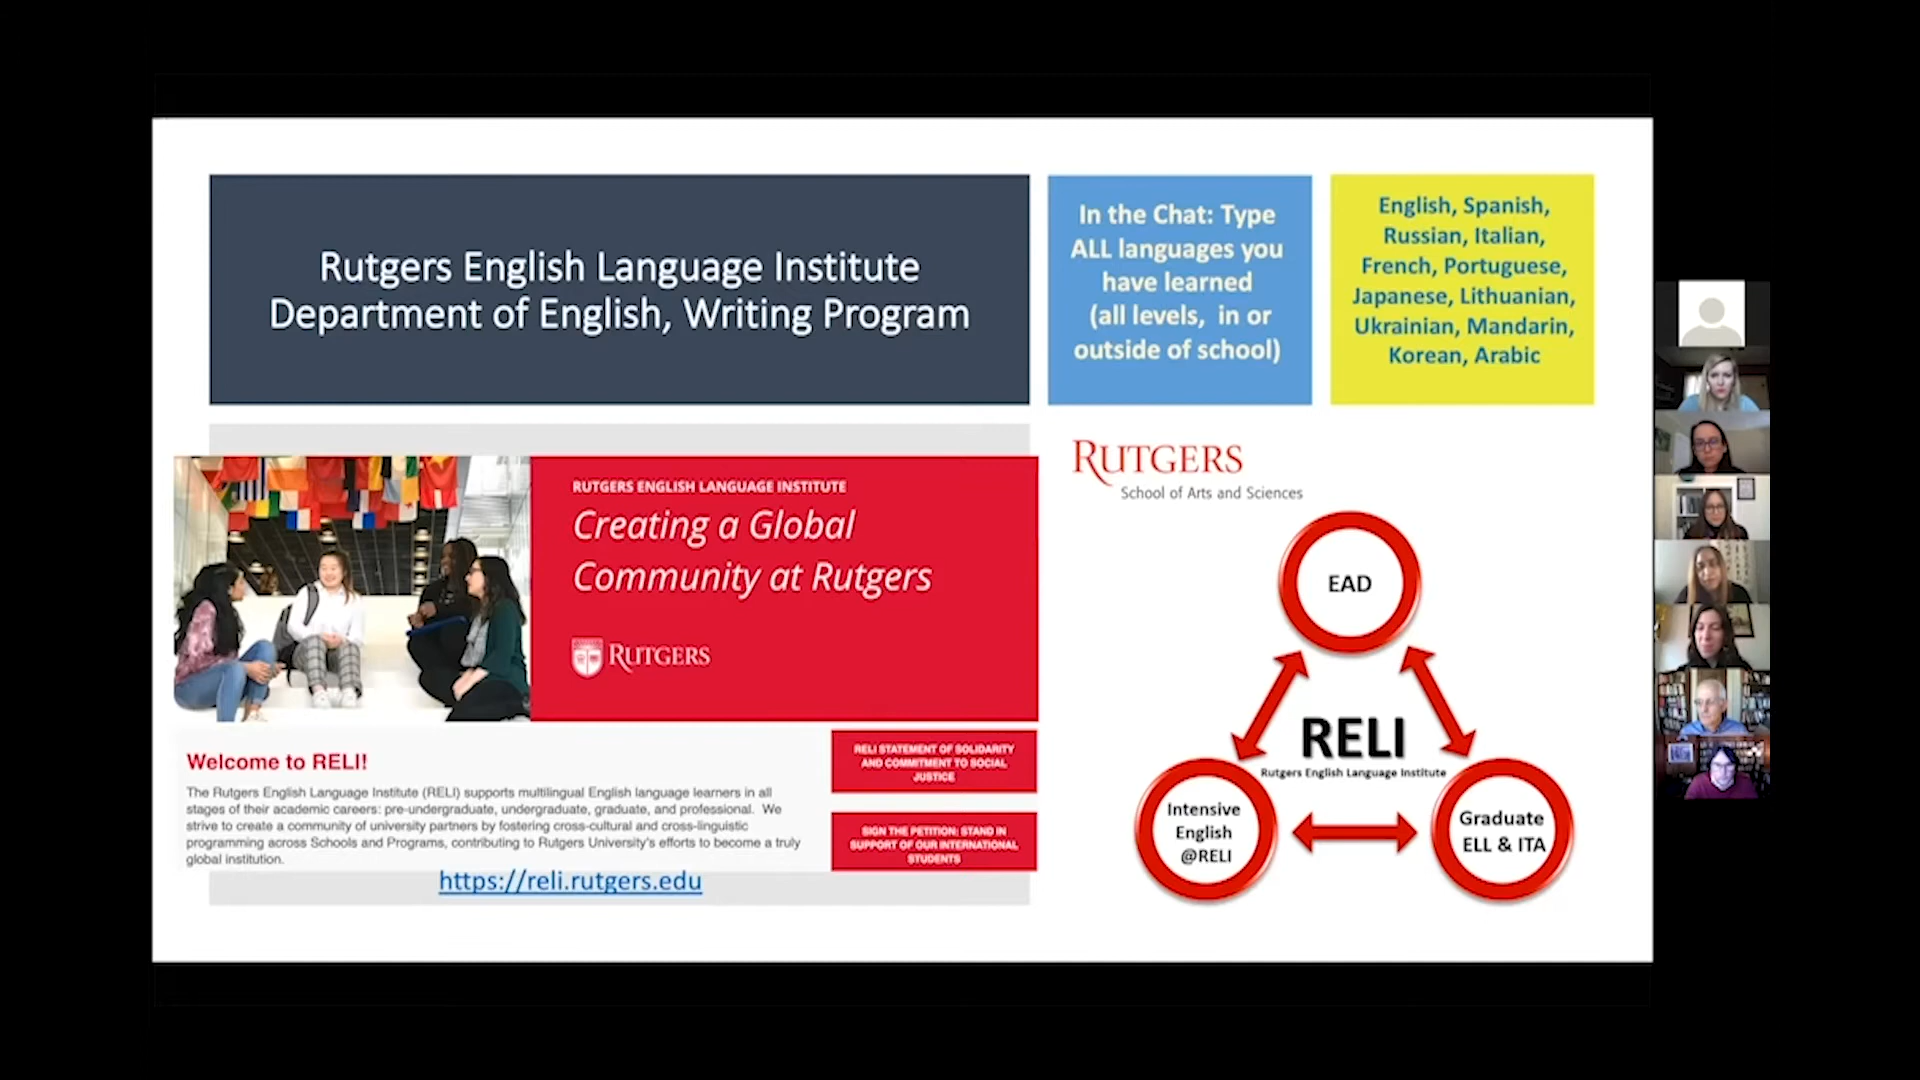 Rutgers English Language Institute
Department of English, Writing Program
In the Chat: Type
ALL languages you
have learned
(all levels, in or
outside of school)
English, Spanish,
Russian, Italian,
French, Portuguese,
Japanese, Lithuanian,
Ukrainian, Mandarin,
Korean, Arabic
RUTGERS ENGLISH LANGUAGE INSTITUTE
Creating a Global
Community at Rutgers
RUTGERS
Welcome to RELI!
The Rutgers English Language Institute (RELI) supports multilingual English language learners in all
stages of their academic careers: pre-undergraduate, undergraduate, graduate, and professional. We
strive to create a community of university partners by fostering cross-cultural and cross-linguistic
programming across Schools and Programs, contributing to Rutgers University's efforts to become a truly
global institution.
RELI STATEMENT OF SOLIDARITY
AND COMMITMENT TO SOCIAL
JUSTICE
SIGN THE PETITION: STAND IN
SUPPORT OF OUR INTERNATIONAL
STUDENTS
https://reli.rutgers.edu
RUTGERS
School of Arts and Sciences
EAD
RELI
Rutgers English Language Institute
Intensive
English
@RELI
Graduate
ELL & ITA